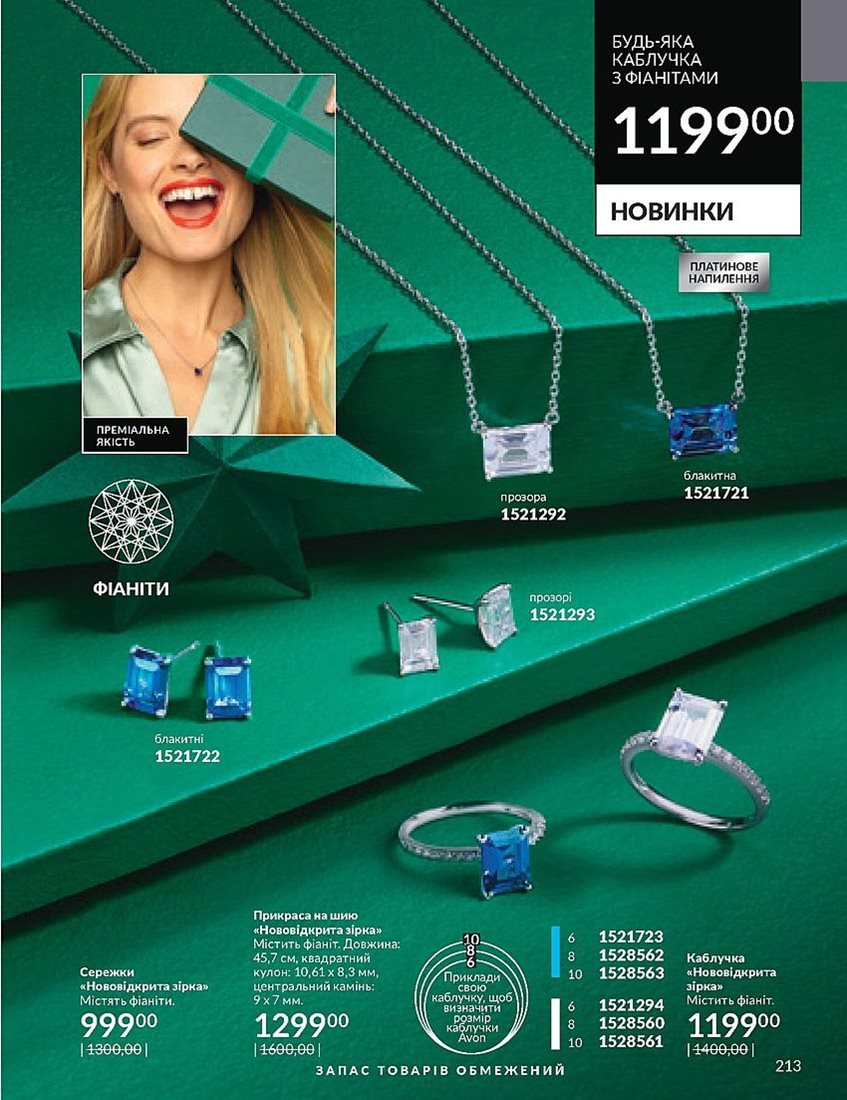 БУДЬ-ЯКА
КАБЛУЧКА
З ФІАНІТАМИ
1199⁰⁰
НОВИНКИ
ПЛАТИНОВЕ
НАПИЛЕННЯ
ПРЕМІАЛЬНА
ЯКІСТЬ
ФІАНІТИ
прозора
1521292
блакитна
1521721
прозорі
1521293
блакитні
1521722
Сережки
«Нововідкрита зірка»
Містять фіаніти.
999⁰⁰
|1300,00|
Прикраса на шию
«Нововідкрита зірка»
Містить фіаніт. Довжина:
45,7 см, квадратний
кулон: 10,61 х 8,3 мм,
центральний камінь:
9 х 7 мм.
1299⁰⁰
|1600,00|
10
8
6
Приклади
свою
каблучку, щоб
визначити
розмір
каблучки
Avon
6 1521723
8 1528562
10 1528563
6 1521294
8 1528560
10 1528561
Каблучка
«Нововідкрита
зірка»
Містить фіаніт.
1199⁰⁰
|1400,00|
ЗАПАС ТОВАРІВ ОБМЕЖЕНИЙ
213